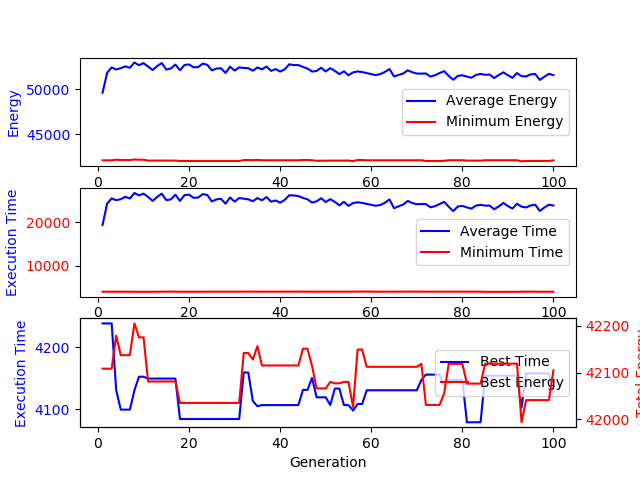 Energy
50000
45000
Average Energy
Minimum Energy
0 20 40 60 80 100
Execution Time
20000
10000
Average Time
Minimum Time
0 20 40 60 80 100
Execution Time
4200
4100
Best Time
Best Energy
42200
42100
42000
Total Energy
0 20 40 60 80 100
Generation